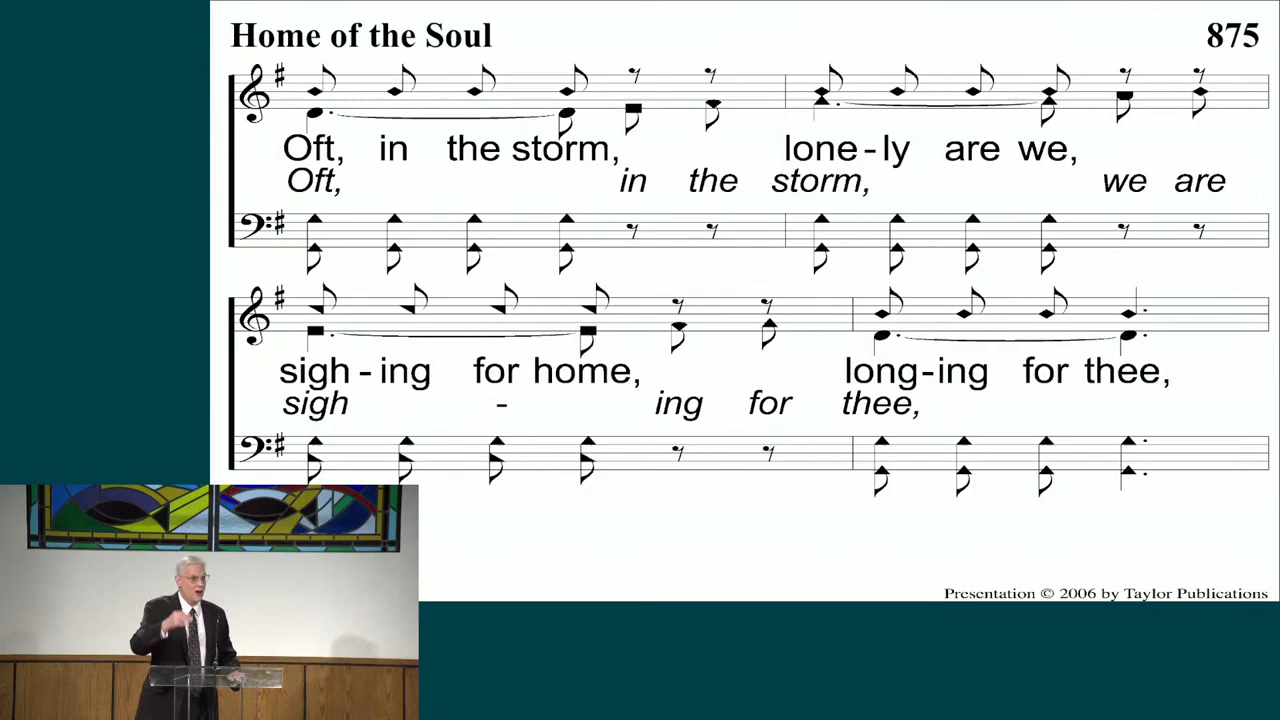 Home of the Soul 875
Oft, in the storm, lone-ly are we,
Oft, in the storm, we are
sigh-ing for home, long-ing for thee,
sigh - ing for thee,
Presentation © 2006 by Taylor Publications